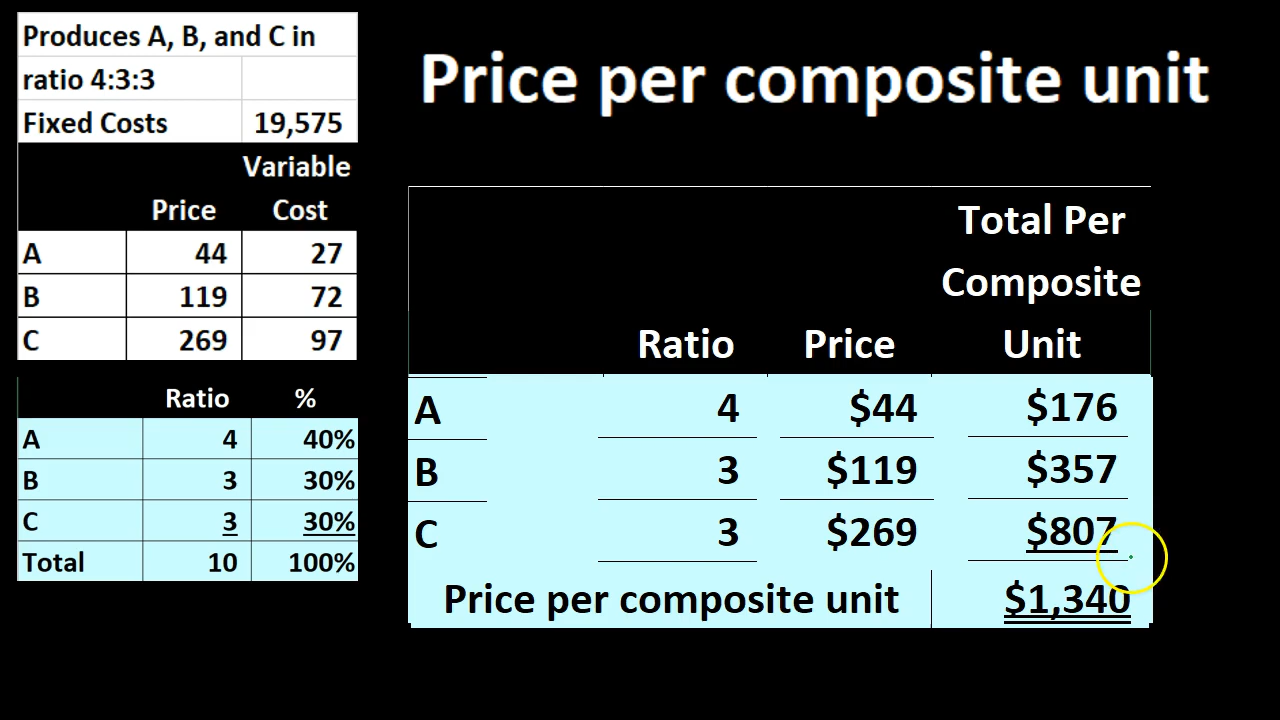 Produces A, B, and C in
ratio 4:3:3
Fixed Costs 19,575
Variable
Price Cost
A 44 27
B 119 72
C 269 97
Ratio %
A 4 40%
B 3 30%
C 3 30%
Total 10 100%
Price per composite unit
Total Per
Composite
Ratio Price Unit
A 4 $44 $176
B 3 $119 $357
C 3 $269 $807
Price per composite unit $1,340